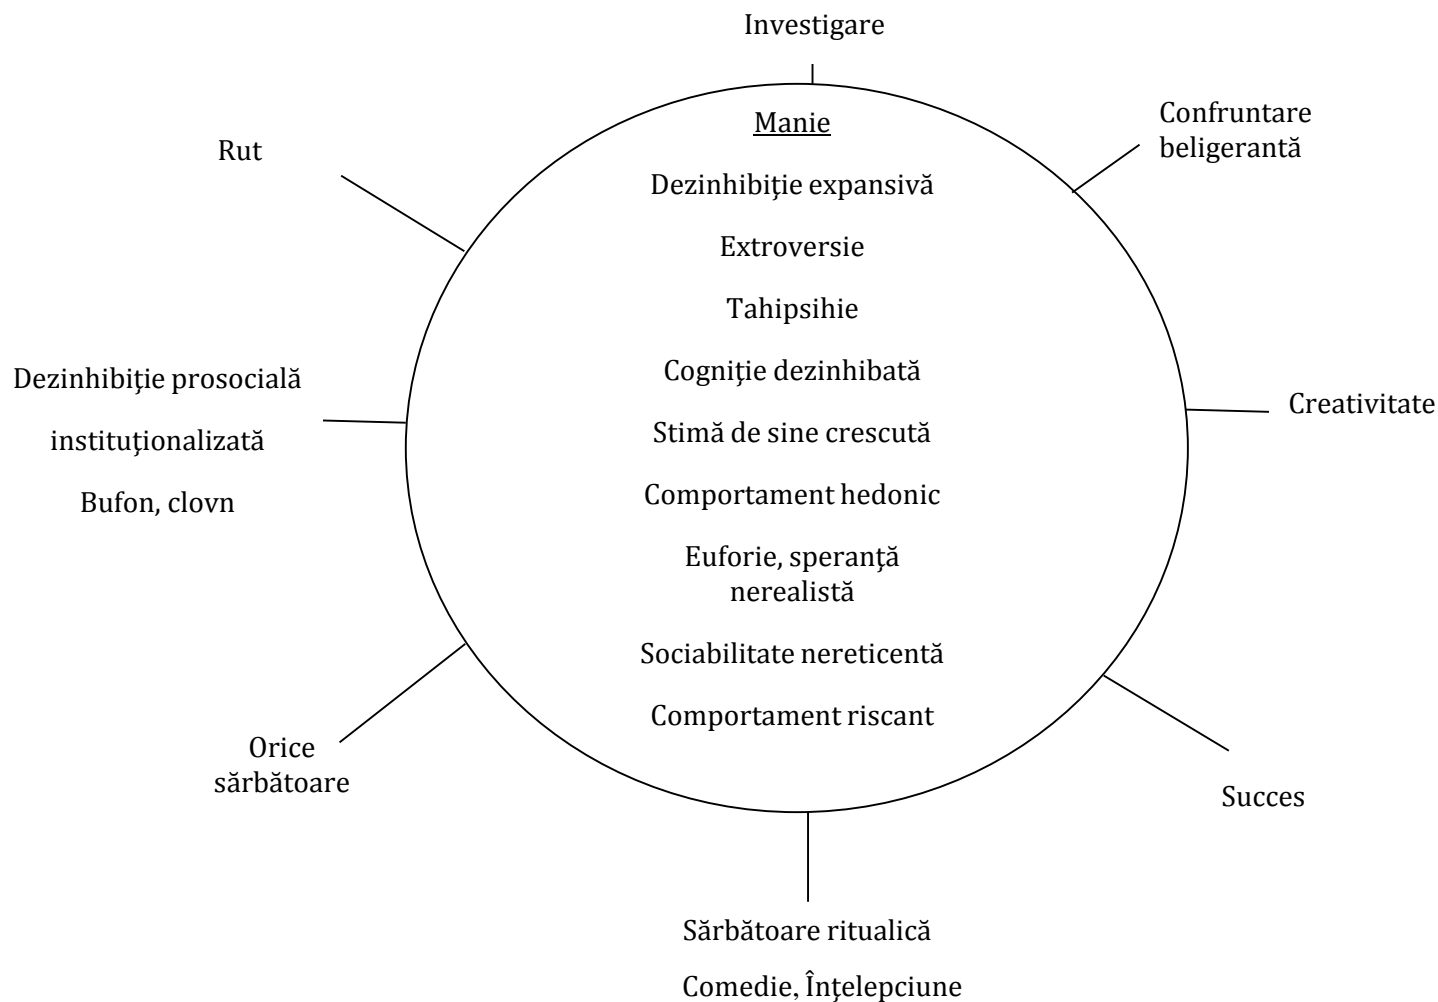 Investigare
Confruntare
beligerantă
Rut
Manie
Dezinhibiţie expansivă
Extroversie
Tahipsihie
Cogniţie dezinhibată
Stimă de sine crescută
Comportament hedonic
Euforie, speranţă
nerealistă
Sociabilitate nereticentă
Comportament riscant
Dezinhibiţie prosocială
instituţionalizată
Bufon, clovn
Creativitate
Orice
sărbătoare
Succes
Sărbătoare ritualică
Comedie, Înţelepciune